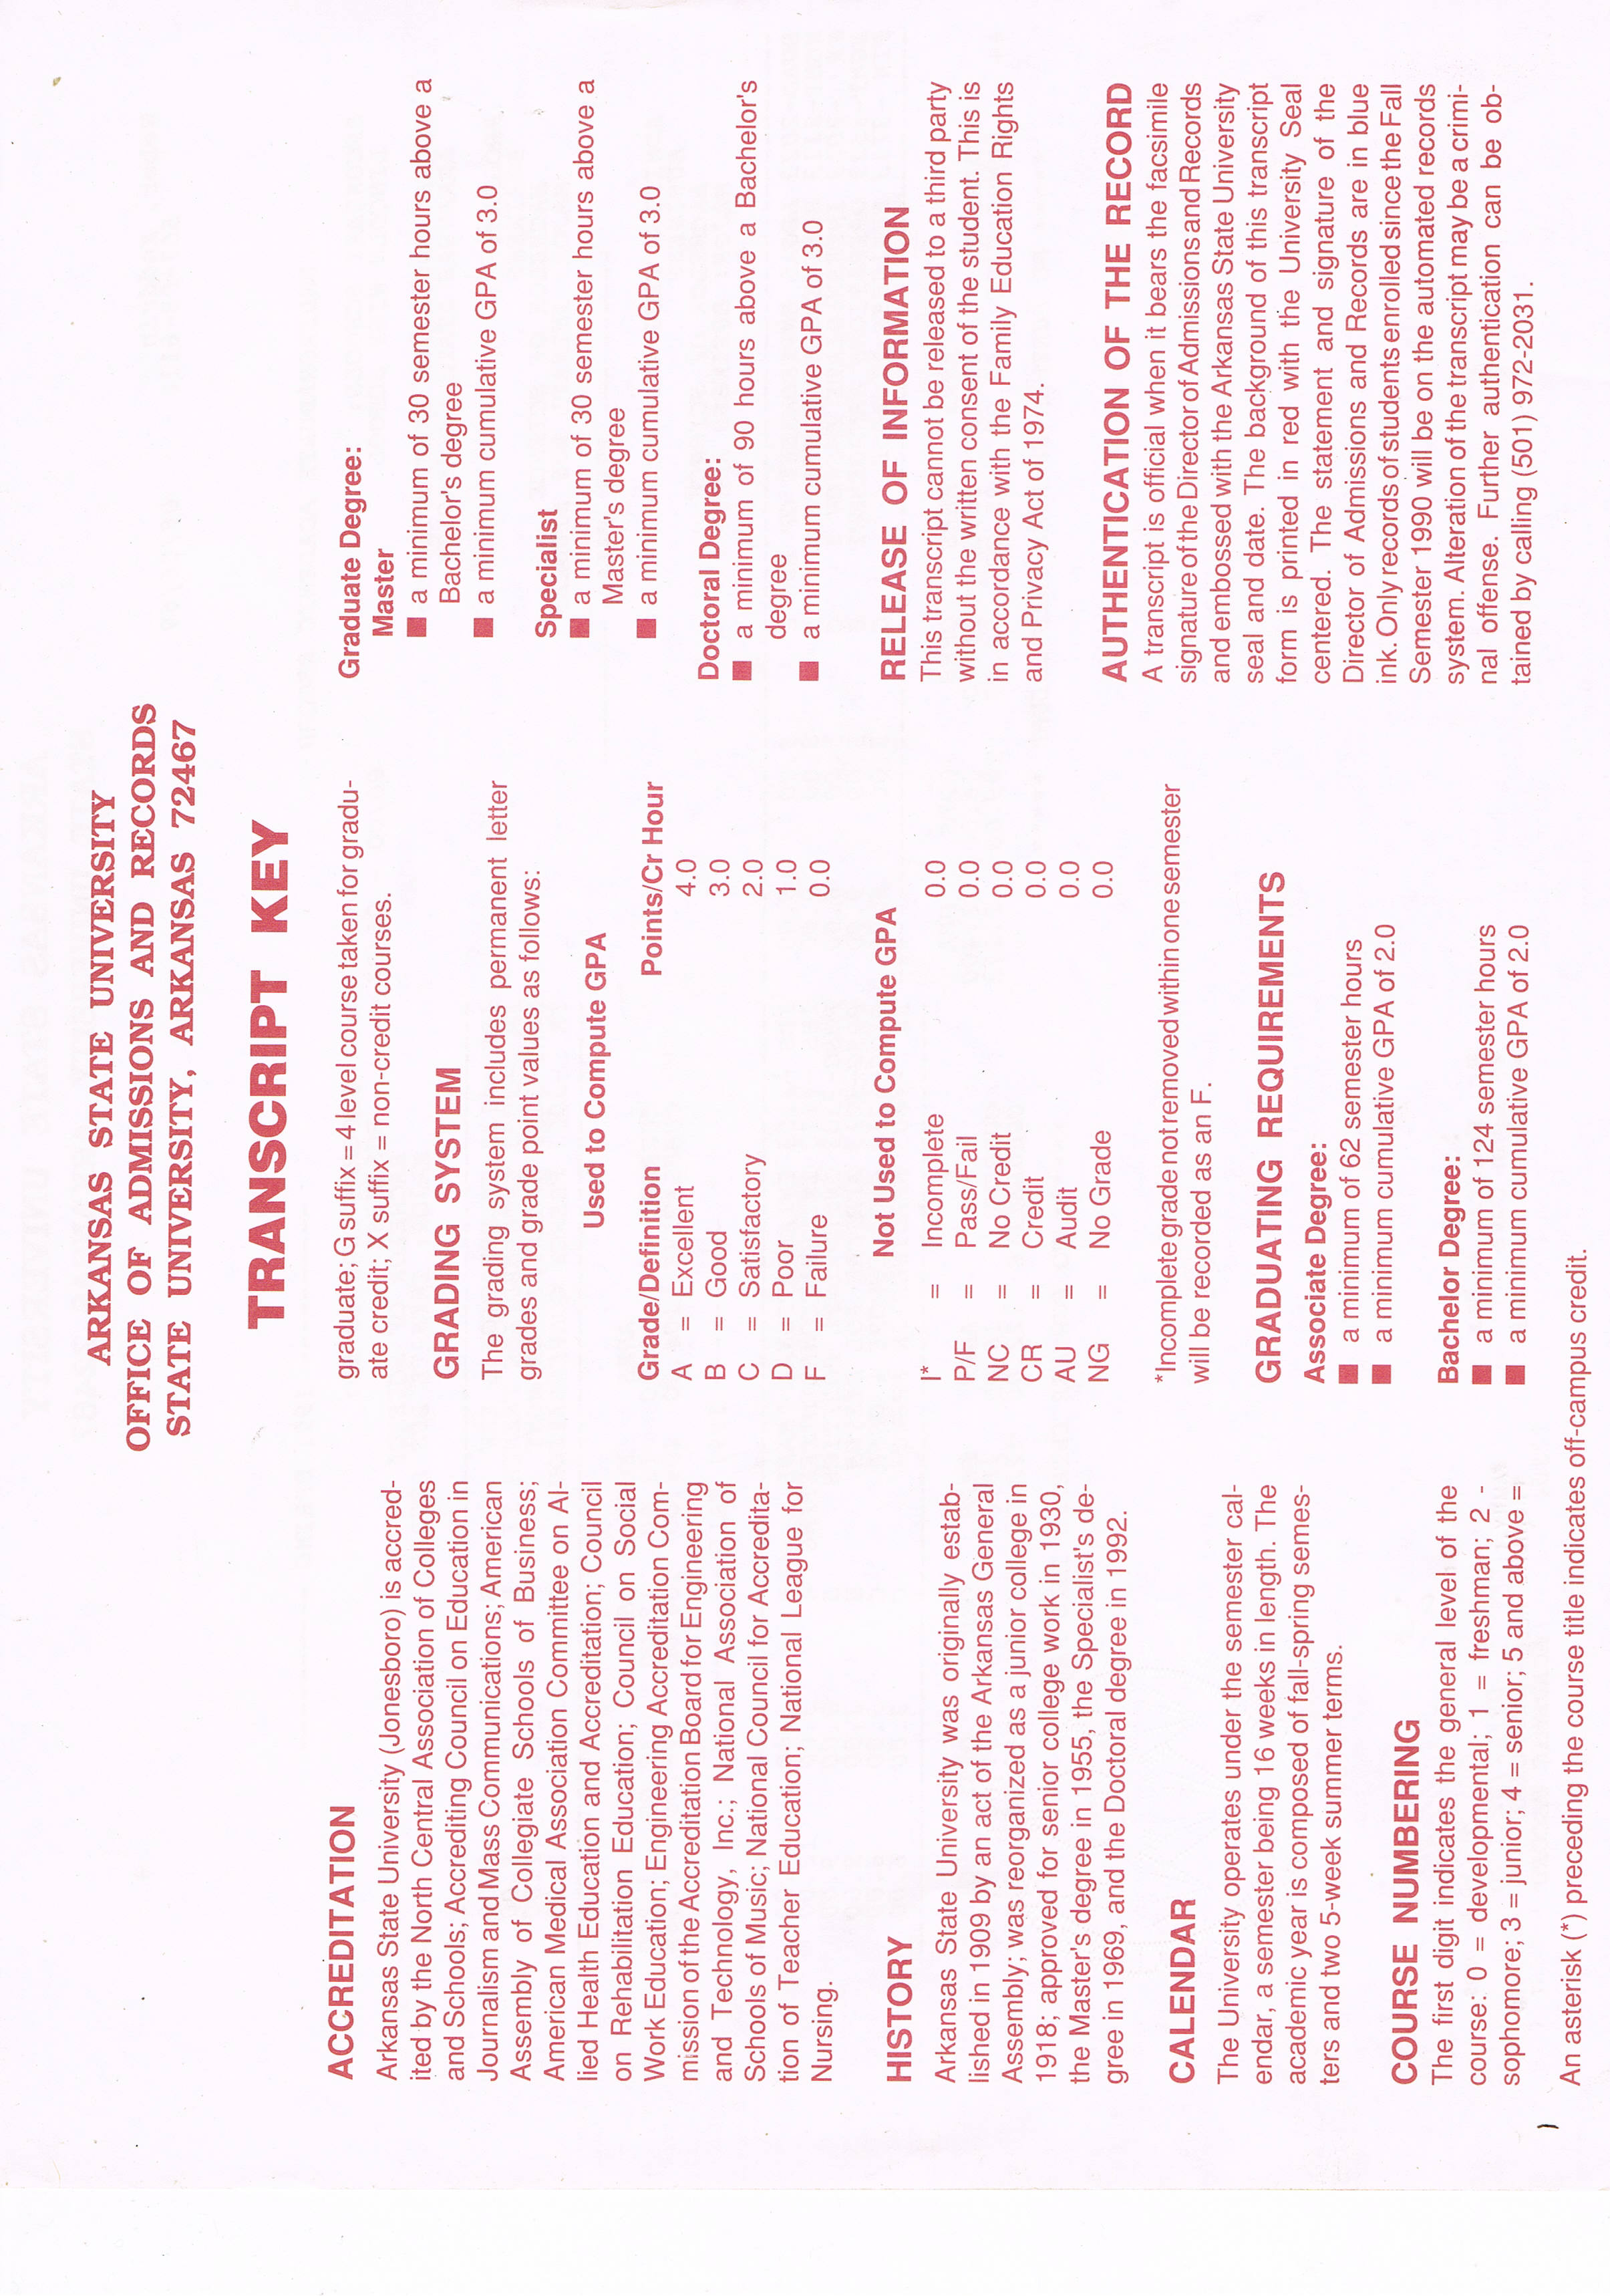 ARKANSAS STATE UNIVERSITY
OFFICE OF ADMISSIONS AND RECORDS
STATE UNIVERSITY, ARKANSAS 72467
TRANSCRIPT KEY
ACCREDITATION
Arkansas State University (Jonesboro) is accred-
ited by the North Central Association of Colleges
and Schools; Accrediting Council on Education in
Journalism and Mass Communications; American
Assembly of Collegiate Schools of Business;
American Medical Association Committee on Al-
lied Health Education and Accreditation; Council
on Rehabilitation Education; Council on Social
Work Education; Engineering Accreditation Com-
mission of the Accreditation Board for Engineering
and Technology, Inc.; National Association of
Schools of Music; National Council for Accredita-
tion of Teacher Education; National League for
Nursing.
HISTORY
Arkansas State University was originally estab-
lished in 1909 by an act of the Arkansas General
Assembly; was reorganized as a junior college in
1918; approved for senior college work in 1930,
the Master's degree in 1955, the Specialist's de-
gree in 1969, and the Doctoral degree in 1992.
CALENDAR
The University operates under the semester cal-
endar, a semester being 16 weeks in length. The
academic year is composed of fall-spring semes-
ters and two 5-week summer terms.
COURSE NUMBERING
The first digit indicates the general level of the
course: 0 = developmental; 1 = freshman; 2 -
sophomore; 3 = junior; 4 = senior; 5 and above =
graduate; G suffix = 4 level course taken for gradu-
ate credit; X suffix = non-credit courses.
GRADING SYSTEM
The grading system includes permanent letter
grades and grade point values as follows:
Used to Compute GPA
Grade/Definition Points/Cr Hour
A = Excellent 4.0
B = Good 3.0
C = Satisfactory 2.0
D = Poor 1.0
F = Failure 0.0
Not Used to Compute GPA
I* = Incomplete 0.0
P/F = Pass/Fail 0.0
NC = No Credit 0.0
CR = Credit 0.0
AU = Audit 0.0
NG = No Grade 0.0
*Incomplete grade not removed within one semester
will be recorded as an F.
GRADUATING REQUIREMENTS
Associate Degree:
■ a minimum of 62 semester hours
■ a minimum cumulative GPA of 2.0
Bachelor Degree:
■ a minimum of 124 semester hours
■ a minimum cumulative GPA of 2.0
Graduate Degree:
Master
■ a minimum of 30 semester hours above a
Bachelor's degree
■ a minimum cumulative GPA of 3.0
Specialist
■ a minimum of 30 semester hours above a
Master's degree
■ a minimum cumulative GPA of 3.0
Doctoral Degree:
■ a minimum of 90 hours above a Bachelor's
degree
■ a minimum cumulative GPA of 3.0
RELEASE OF INFORMATION
This transcript cannot be released to a third party
without the written consent of the student. This is
in accordance with the Family Education Rights
and Privacy Act of 1974.
AUTHENTICATION OF THE RECORD
A transcript is official when it bears the facsimile
signature of the Director of Admissions and Records
and embossed with the Arkansas State University
seal and date. The background of this transcript
form is printed in red with the University Seal
centered. The statement and signature of the
Director of Admissions and Records are in blue
ink. Only records of students enrolled since the Fall
Semester 1990 will be on the automated records
system. Alteration of the transcript may be a crimi-
nal offense. Further authentication can be ob-
tained by calling (501) 972-2031.
An asterisk (*) preceding the course title indicates off-campus credit.